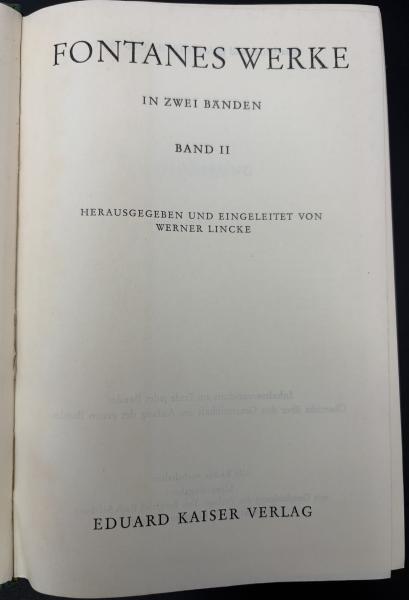 FONTANES WERKE
IN ZWEI BÄNDEN
BAND II
HERAUSGEGEBEN UND EINGELEITET VON
WERNER LINCKE
EDUARD KAISER VERLAG